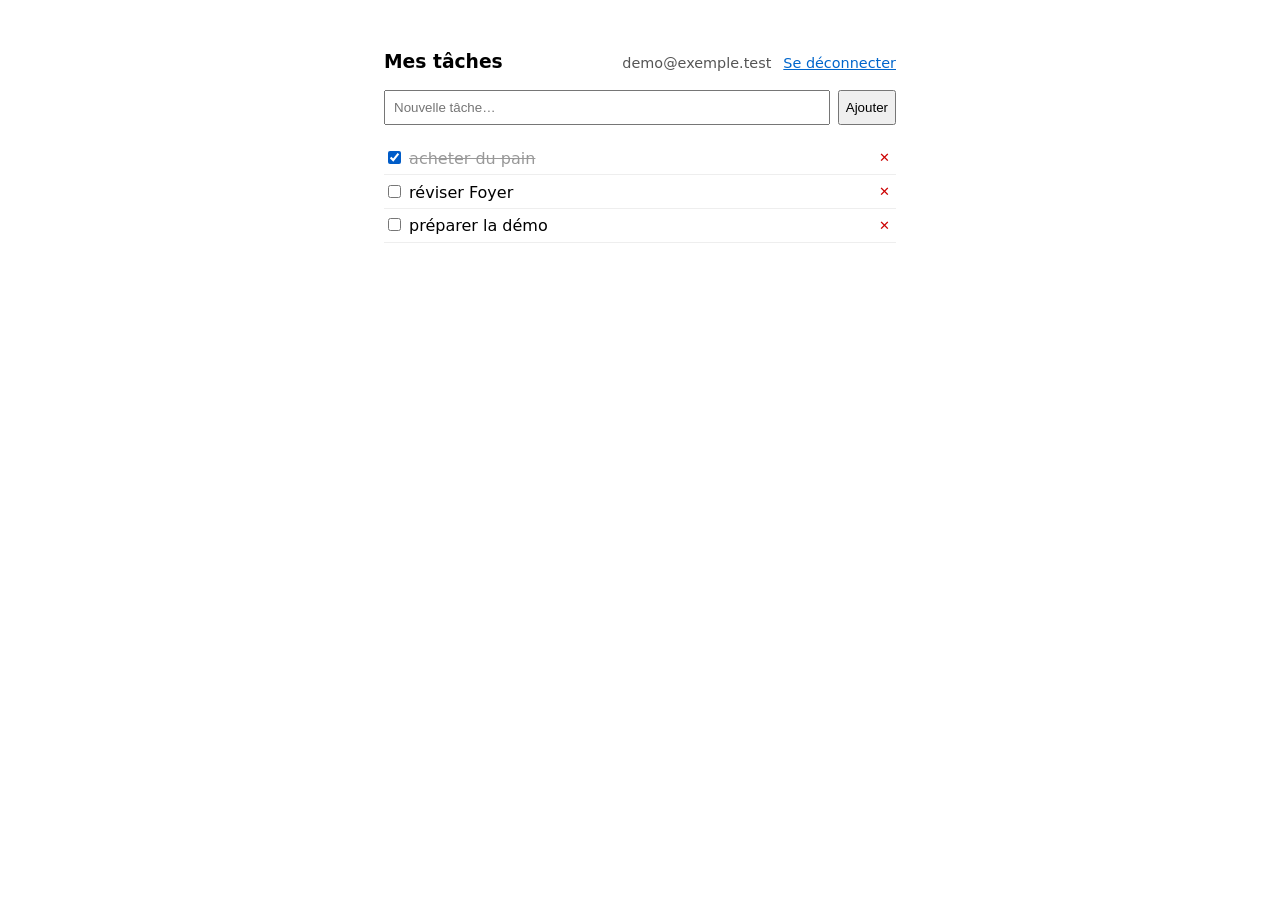 Mes tâches demo@exemple.test Se déconnecter
Nouvelle tâche… Ajouter
acheter du pain ✕
réviser Foyer ✕
préparer la démo ✕